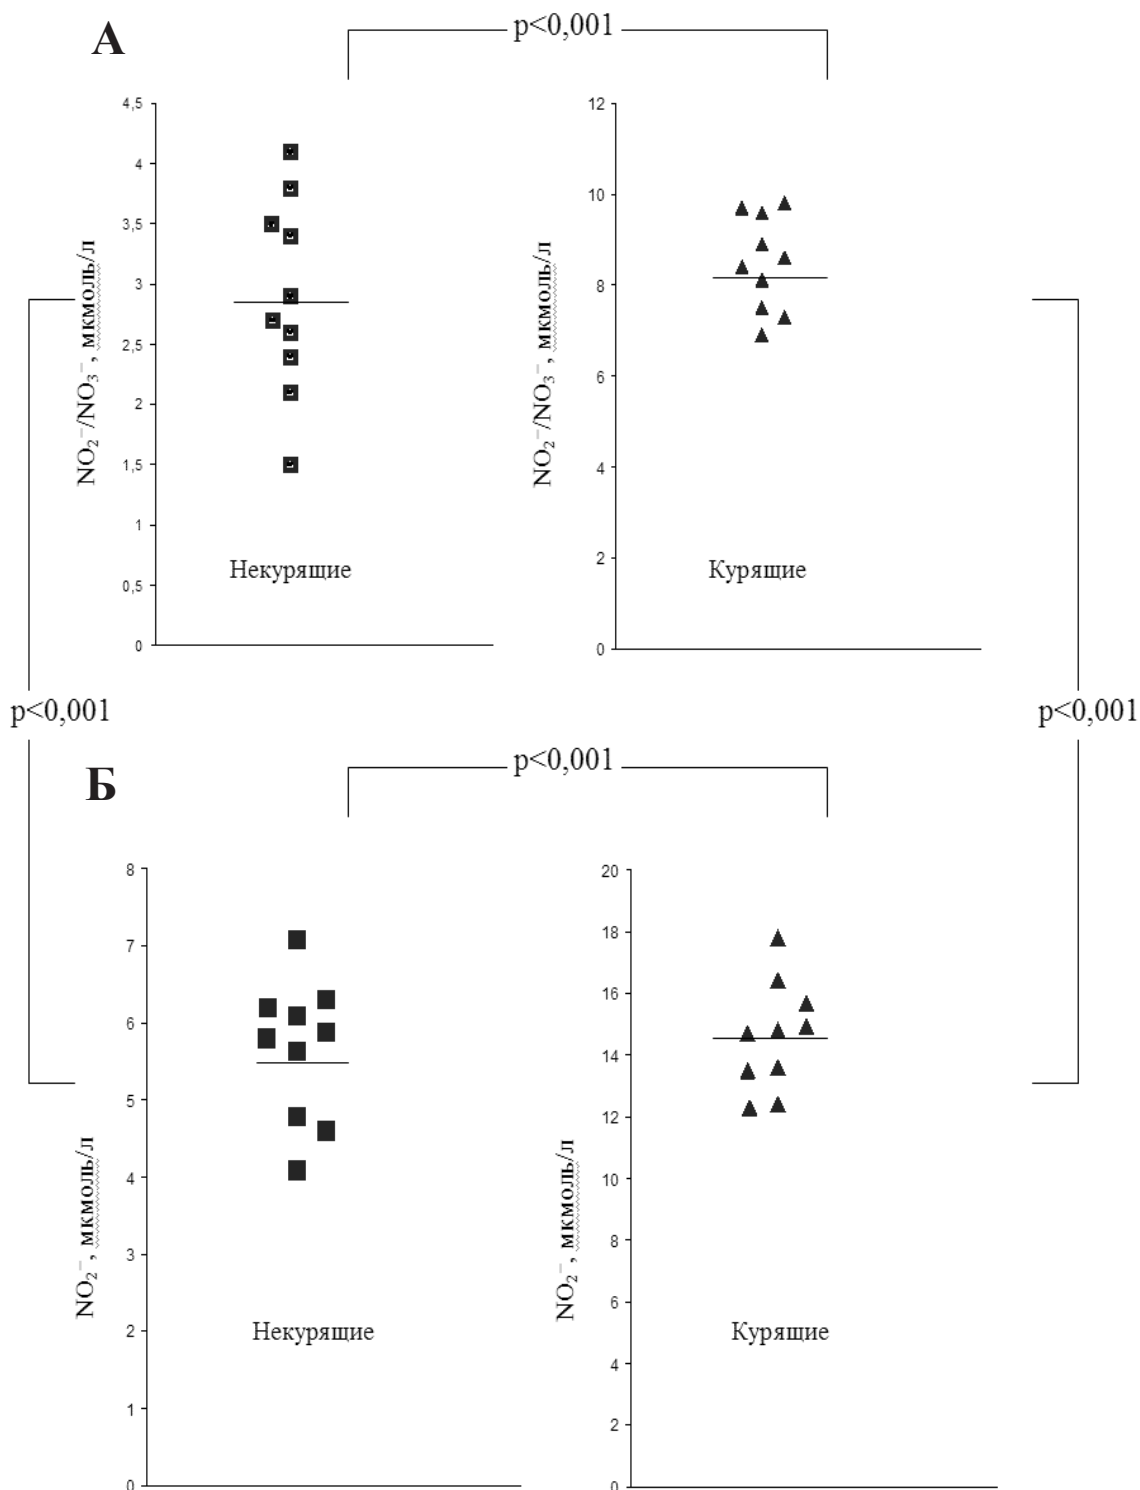 А
p<0,001
4,5
4
3,5
3
2,5
2
1,5
1
0,5
0
NO₂⁻/NO₃⁻, мкмоль/л
Некурящие
12
10
8
6
4
2
0
NO₂⁻/NO₃⁻, мкмоль/л
Курящие
p<0,001
p<0,001
Б
p<0,001
8
7
6
5
4
3
2
1
0
NO₂⁻, мкмоль/л
Некурящие
20
18
16
14
12
10
8
6
4
2
0
NO₂⁻, мкмоль/л
Курящие